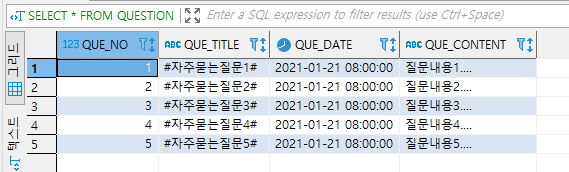 SELECT * FROM QUESTION Enter a SQL expression to filter results (use Ctrl+Space)
그리드
텍스트
123 QUE_NO ABC QUE_TITLE QUE_DATE ABC QUE_CONTENT
1 1 #자주묻는질문1# 2021-01-21 08:00:00 질문내용1....
2 2 #자주묻는질문2# 2021-01-21 08:00:00 질문내용2....
3 3 #자주묻는질문3# 2021-01-21 08:00:00 질문내용3....
4 4 #자주묻는질문4# 2021-01-21 08:00:00 질문내용4....
5 5 #자주묻는질문5# 2021-01-21 08:00:00 질문내용5....